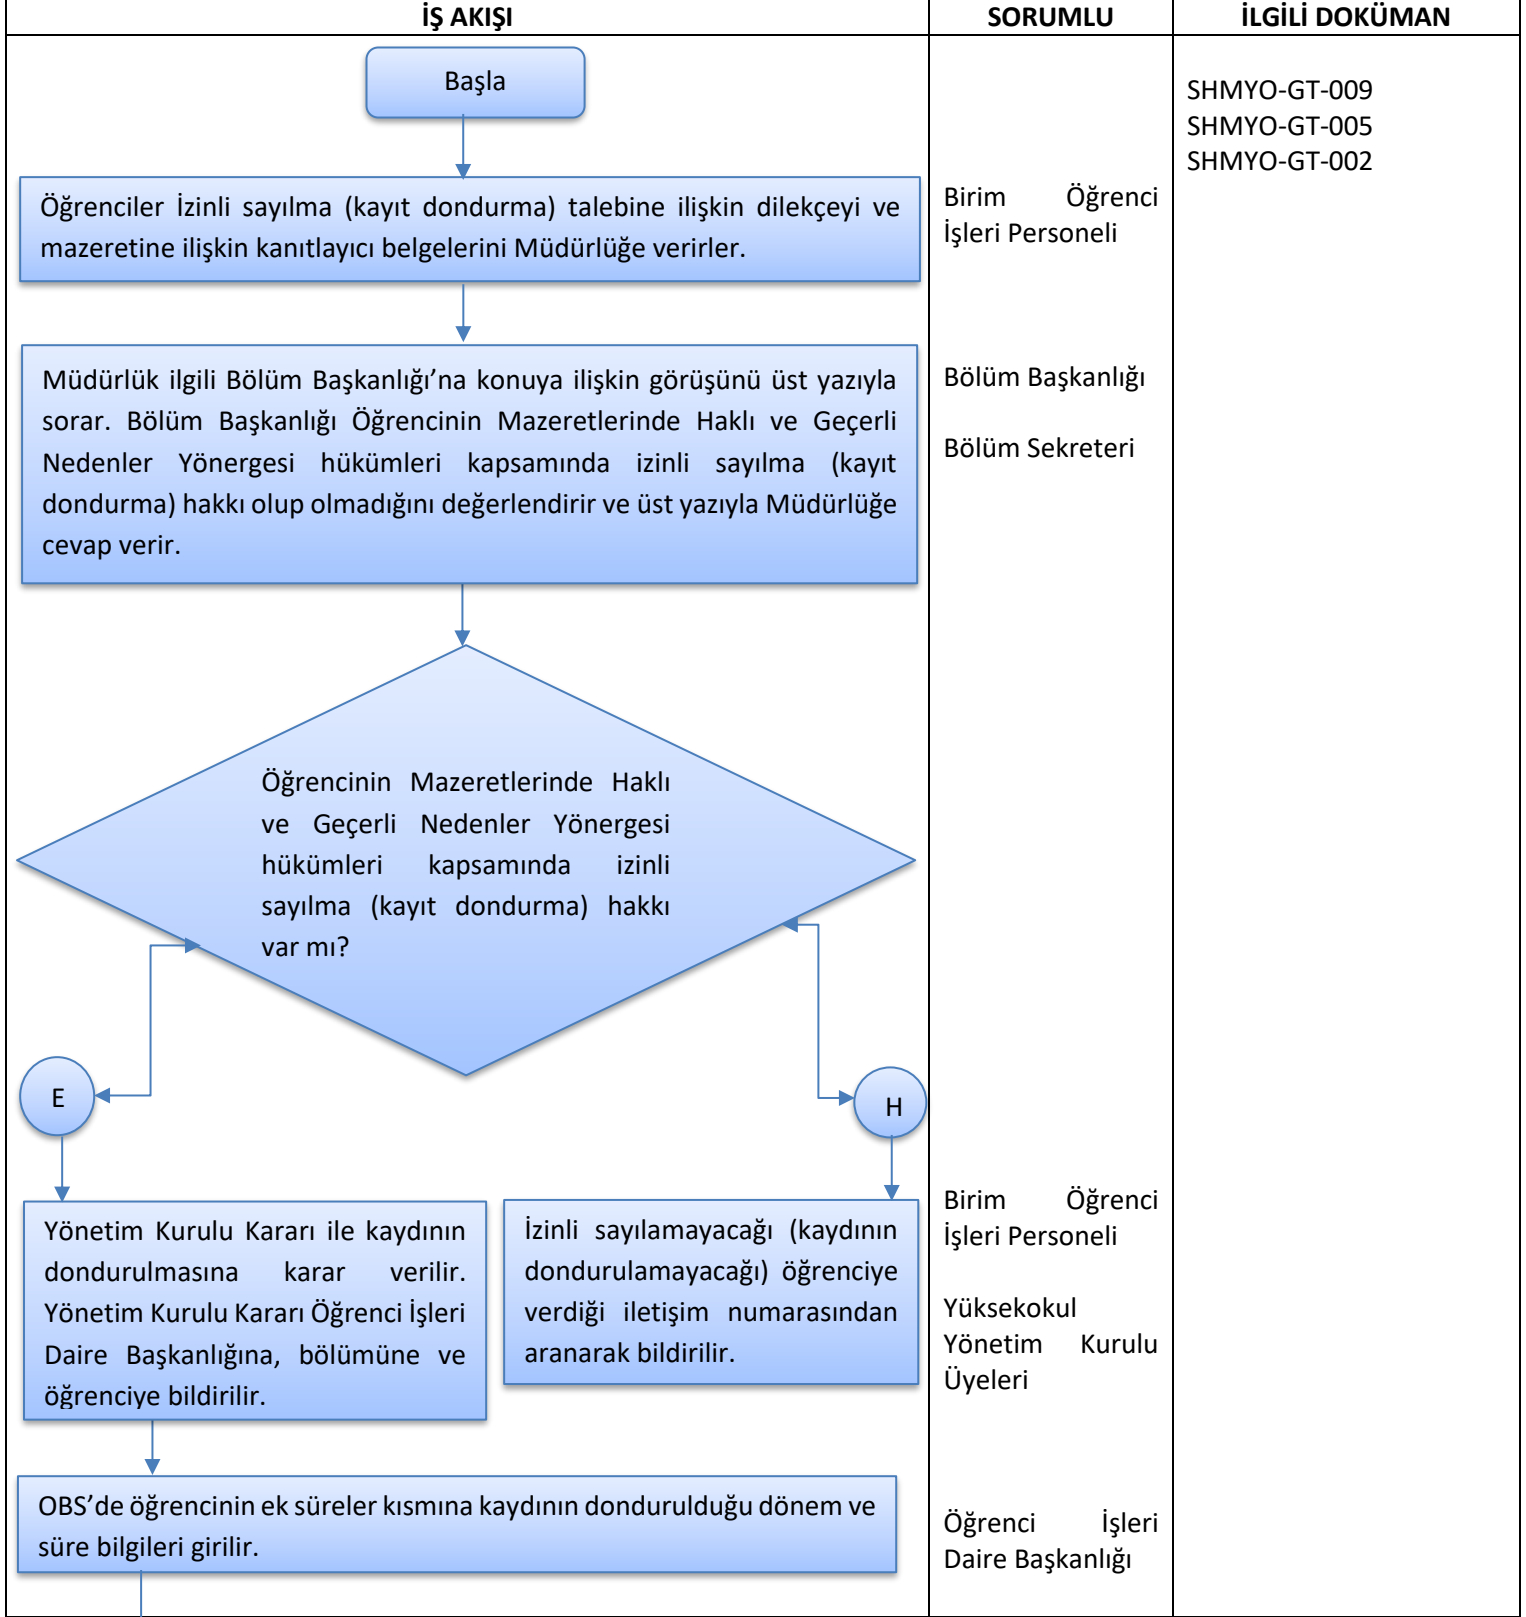 İŞ AKIŞI
SORUMLU
İLGİLİ DOKÜMAN
Başla
SHMYO-GT-009
SHMYO-GT-005
SHMYO-GT-002
Öğrenciler İzinli sayılma (kayıt dondurma) talebine ilişkin dilekçeyi ve
mazeretine ilişkin kanıtlayıcı belgelerini Müdürlüğe verirler.
Birim Öğrenci
İşleri Personeli
Müdürlük ilgili Bölüm Başkanlığı’na konuya ilişkin görüşünü üst yazıyla
sorar. Bölüm Başkanlığı Öğrencinin Mazeretlerinde Haklı ve Geçerli
Nedenler Yönergesi hükümleri kapsamında izinli sayılma (kayıt
dondurma) hakkı olup olmadığını değerlendirir ve üst yazıyla Müdürlüğe
cevap verir.
Bölüm Başkanlığı
Bölüm Sekreteri
Öğrencinin Mazeretlerinde Haklı
ve Geçerli Nedenler Yönergesi
hükümleri kapsamında izinli
sayılma (kayıt dondurma) hakkı
var mı?
E
H
Yönetim Kurulu Kararı ile kaydının
dondurulmasına karar verilir.
Yönetim Kurulu Kararı Öğrenci İşleri
Daire Başkanlığına, bölümüne ve
öğrenciye bildirilir.
İzinli sayılamayacağı (kaydının
dondurulamayacağı) öğrenciye
verdiği iletişim numarasından
aranarak bildirilir.
Birim Öğrenci
İşleri Personeli
Yüksekokul
Yönetim Kurulu
Üyeleri
OBS’de öğrencinin ek süreler kısmına kaydının dondurulduğu dönem ve
süre bilgileri girilir.
Öğrenci İşleri
Daire Başkanlığı